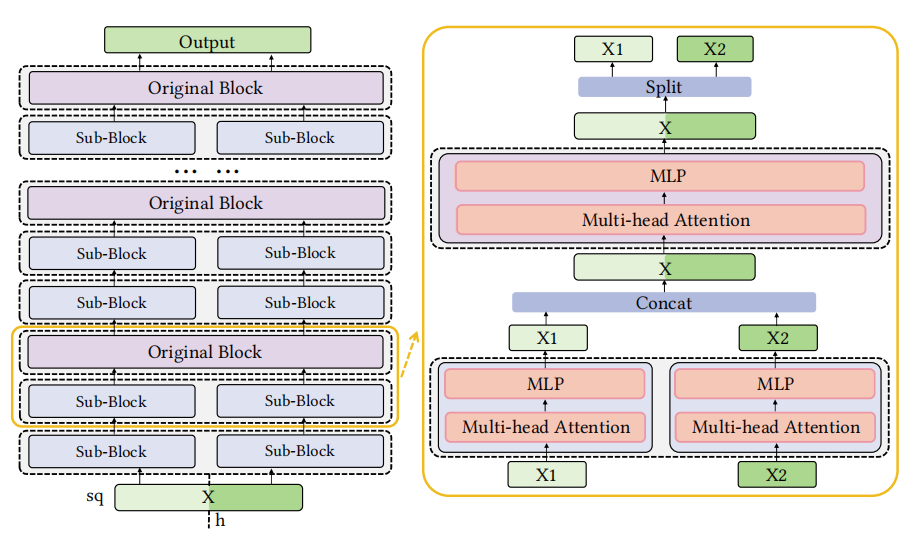 Output
Original Block
Sub-Block Sub-Block
... ...
Original Block
Sub-Block Sub-Block
Sub-Block Sub-Block
Original Block
Sub-Block Sub-Block
Sub-Block Sub-Block
sq X
h
X1 X2
Split
X
MLP
Multi-head Attention
X
Concat
X1 X2
MLP MLP
Multi-head Attention Multi-head Attention
X1 X2